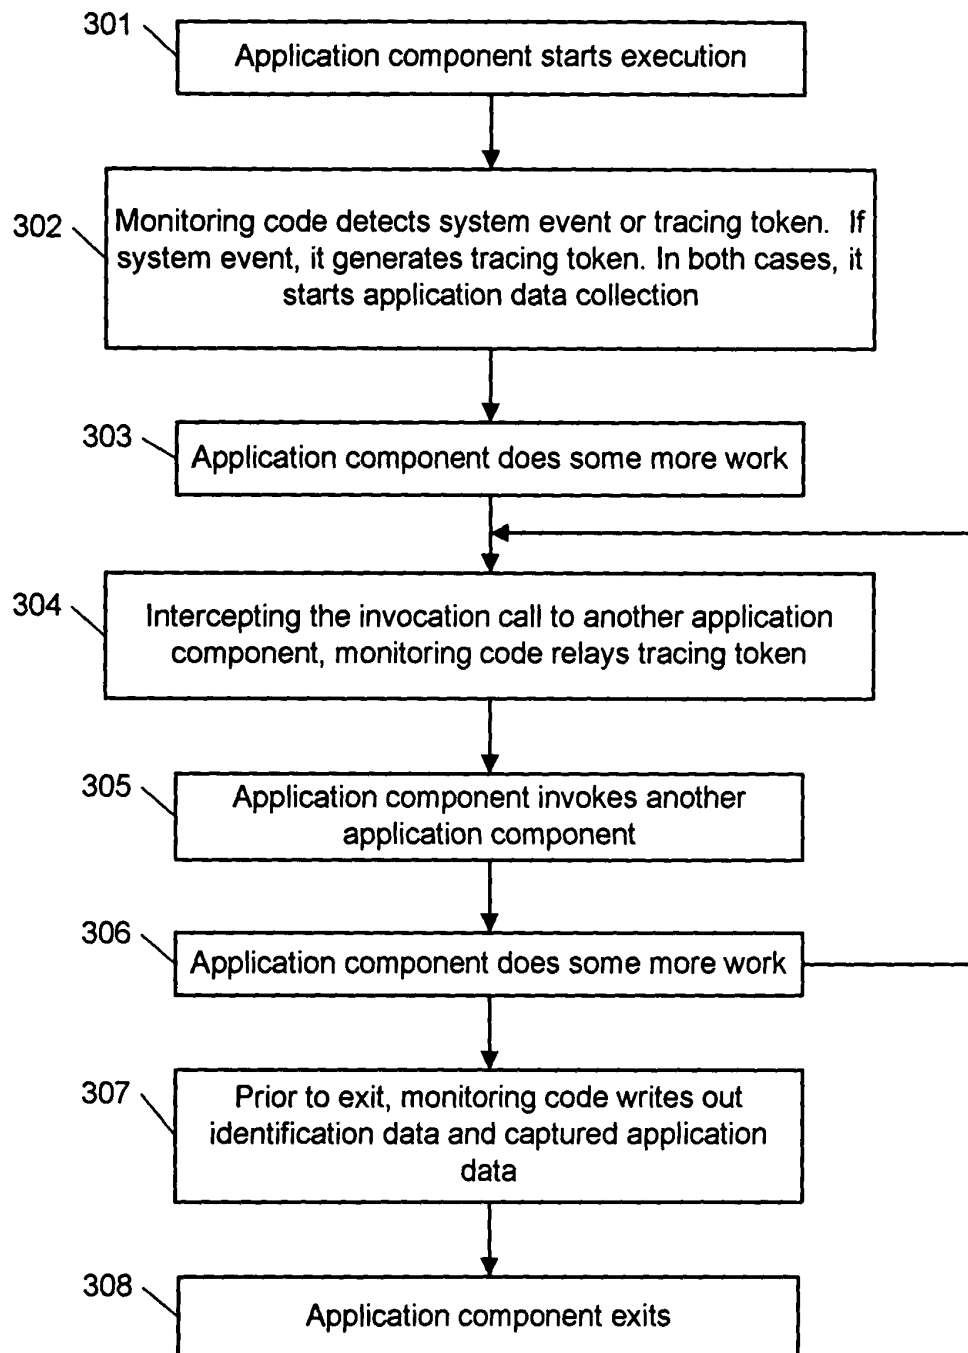 301
Application component starts execution
302
Monitoring code detects system event or tracing token. If
system event, it generates tracing token. In both cases, it
starts application data collection
303
Application component does some more work
304
Intercepting the invocation call to another application
component, monitoring code relays tracing token
305
Application component invokes another
application component
306
Application component does some more work
307
Prior to exit, monitoring code writes out
identification data and captured application
data
308
Application component exits